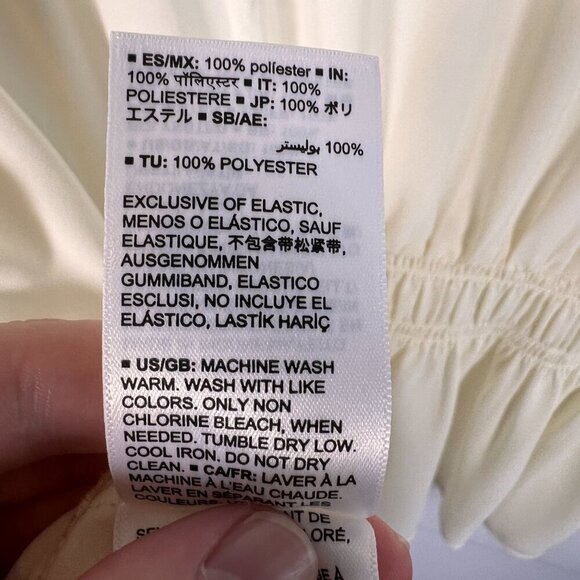 ▪ ES/MX: 100% poliester ▪ IN:
100% पॉलिएस्टर ▪ IT: 100%
POLIESTERE ▪ JP: 100% ポリ
エステル ▪ SB/AE:
100% بوليستر
▪ TU: 100% POLYESTER
EXCLUSIVE OF ELASTIC,
MENOS O ELÁSTICO, SAUF
ELASTIQUE, 不包含带松紧带,
AUSGENOMMEN
GUMMIBAND, ELASTICO
ESCLUSI, NO INCLUYE EL
ELÁSTICO, LASTİK HARİÇ
▪ US/GB: MACHINE WASH
WARM. WASH WITH LIKE
COLORS. ONLY NON
CHLORINE BLEACH, WHEN
NEEDED. TUMBLE DRY LOW.
COOL IRON. DO NOT DRY
CLEAN. ▪ CA/FR: LAVER À LA
MACHINE À L'EAU CHAUDE.
LAVER EN SÉPARANT LES
COULEURS